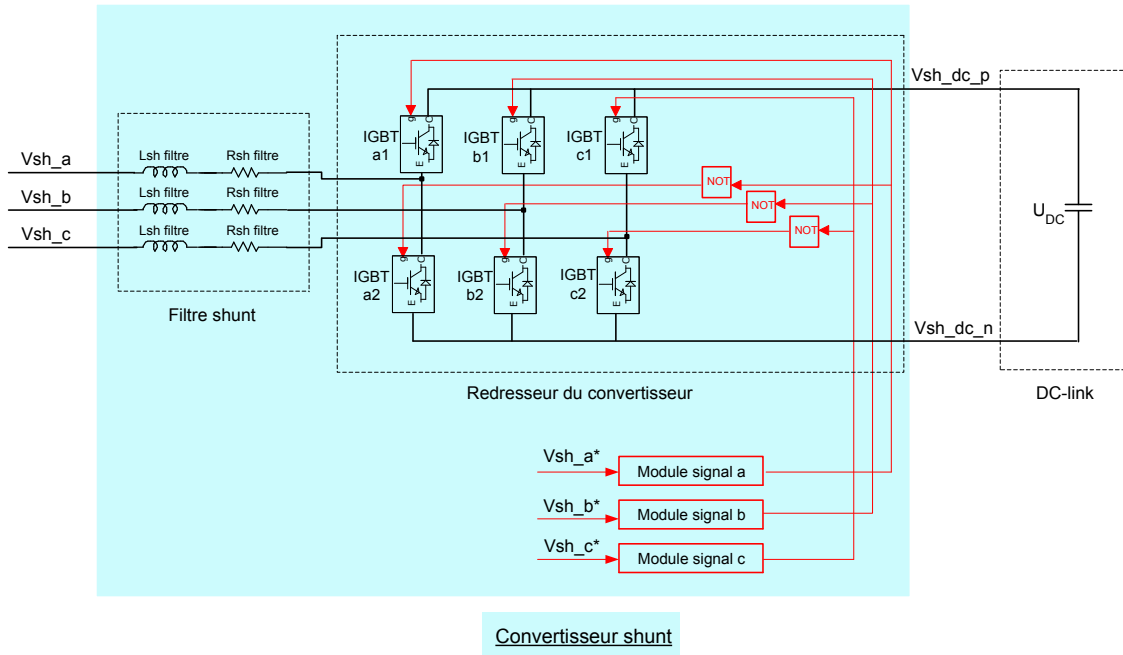 Vsh_dc_p
g
C
E
IGBT
a1
g
C
E
IGBT
b1
g
C
E
IGBT
c1
Lsh filtre
Rsh filtre
Vsh_a
Lsh filtre
Rsh filtre
Vsh_b
Lsh filtre
Rsh filtre
Vsh_c
NOT
NOT
NOT
U DC
g
C
E
IGBT
a2
g
C
E
IGBT
b2
g
C
E
IGBT
c2
Filtre shunt
Vsh_dc_n
Redresseur du convertisseur
DC-link
Vsh_a*
Module signal a
Vsh_b*
Module signal b
Vsh_c*
Module signal c
Convertisseur shunt